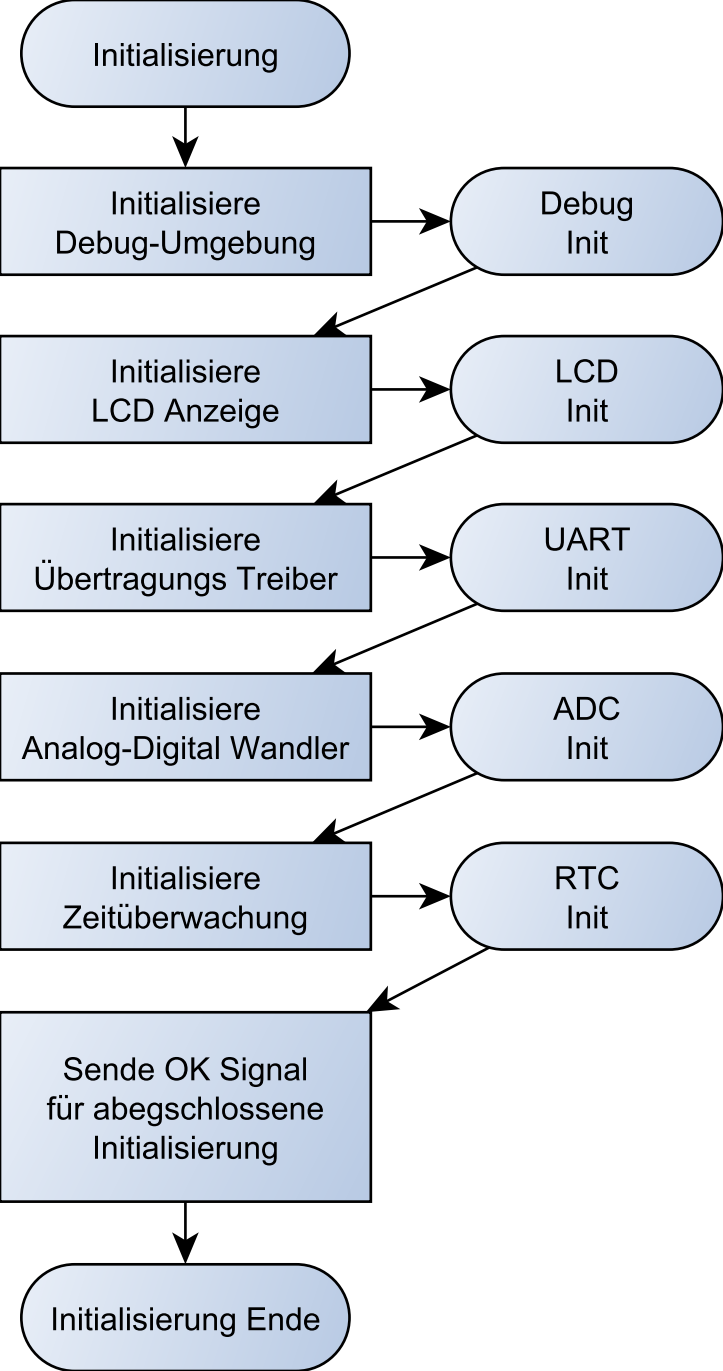 Initialisierung
Initialisiere
Debug-Umgebung
Debug
Init
Initialisiere
LCD Anzeige
LCD
Init
Initialisiere
Übertragungs Treiber
UART
Init
Initialisiere
Analog-Digital Wandler
ADC
Init
Initialisiere
Zeitüberwachung
RTC
Init
Sende OK Signal
für abegschlossene
Initialisierung
Initialisierung Ende